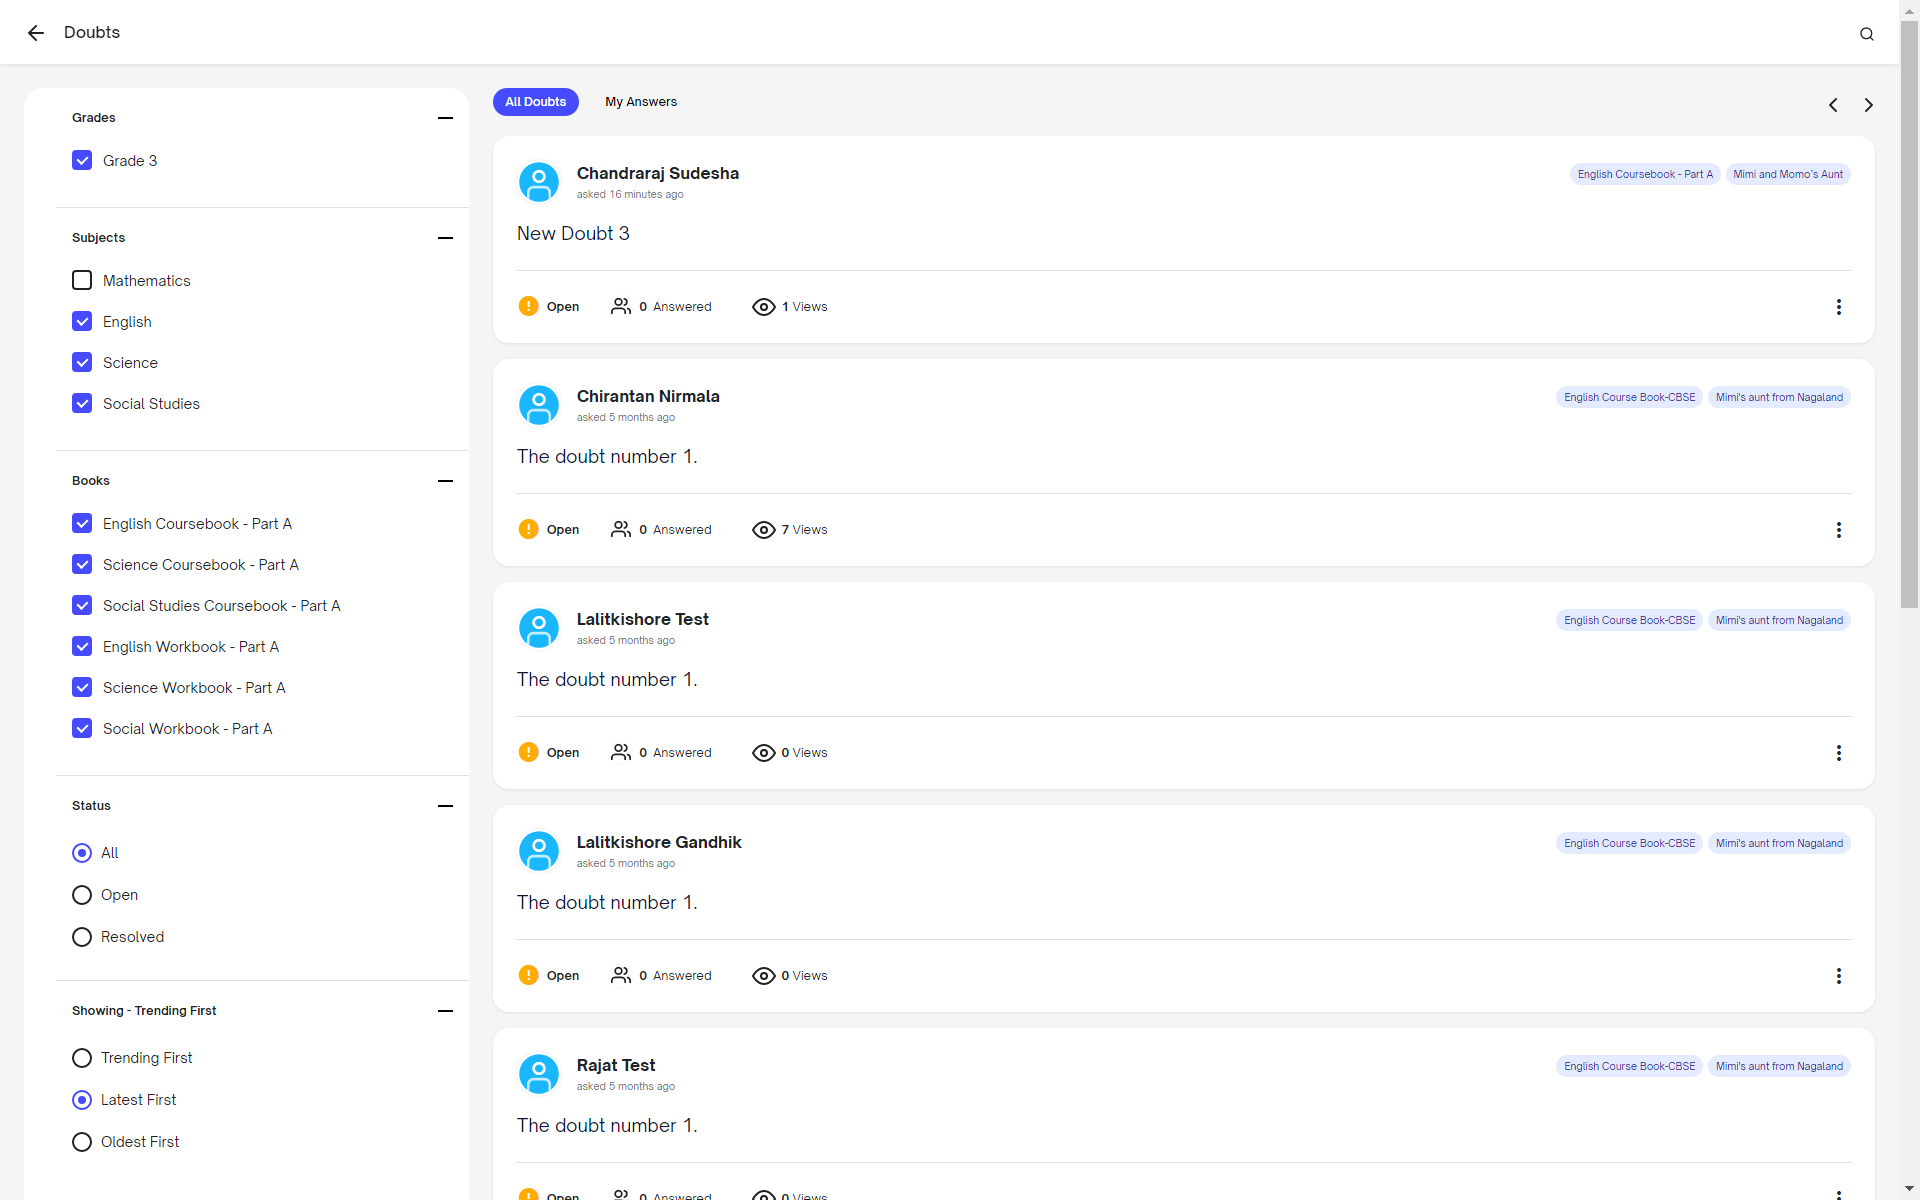 Doubts
Grades
Grade 3
Subjects
Mathematics
English
Science
Social Studies
Books
English Coursebook - Part A
Science Coursebook - Part A
Social Studies Coursebook - Part A
English Workbook - Part A
Science Workbook - Part A
Social Workbook - Part A
Status
All
Open
Resolved
Showing - Trending First
Trending First
Latest First
Oldest First
All Doubts My Answers
Chandraraj Sudesha English Coursebook - Part A Mimi and Momo's Aunt
asked 16 minutes ago
New Doubt 3
Open 0 Answered 1 Views
Chirantan Nirmala English Course Book-CBSE Mimi's aunt from Nagaland
asked 5 months ago
The doubt number 1.
Open 0 Answered 7 Views
Lalitkishore Test English Course Book-CBSE Mimi's aunt from Nagaland
asked 5 months ago
The doubt number 1.
Open 0 Answered 0 Views
Lalitkishore Gandhik English Course Book-CBSE Mimi's aunt from Nagaland
asked 5 months ago
The doubt number 1.
Open 0 Answered 0 Views
Rajat Test English Course Book-CBSE Mimi's aunt from Nagaland
asked 5 months ago
The doubt number 1.
Open 0 Answered 0 Views